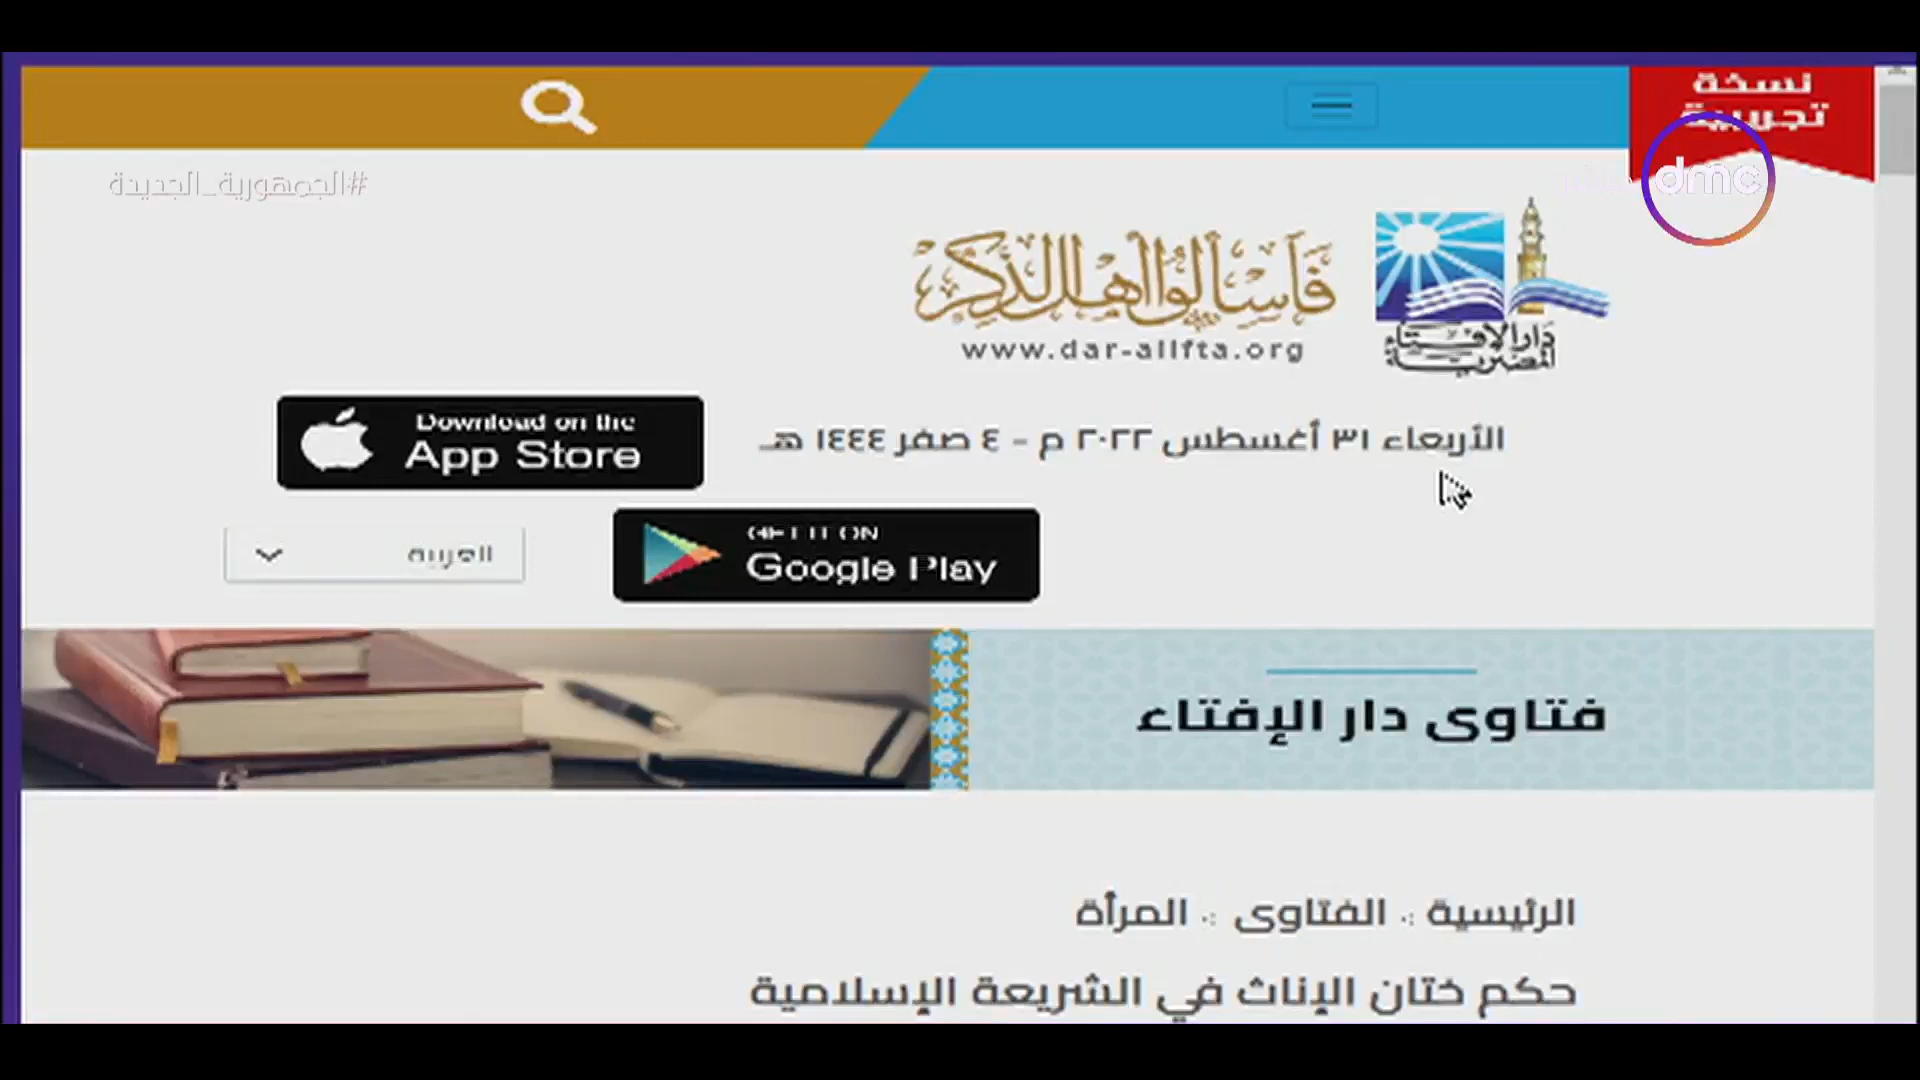 نسخة
تجريبية
dmc
#الجمهورية_الجديدة
فاسألوا أهل الذكر
www.dar-alifta.org
دار الإفتاء
المصرية
Download on the
App Store
الأربعاء ٣١ أغسطس ٢٠٢٢ م - ٤ صفر ١٤٤٤ هـ
GET IT ON
Google Play
العربية
فتاوى دار الإفتاء
الرئيسية :· الفتاوى :· المرأة
حكم ختان الإناث في الشريعة الإسلامية